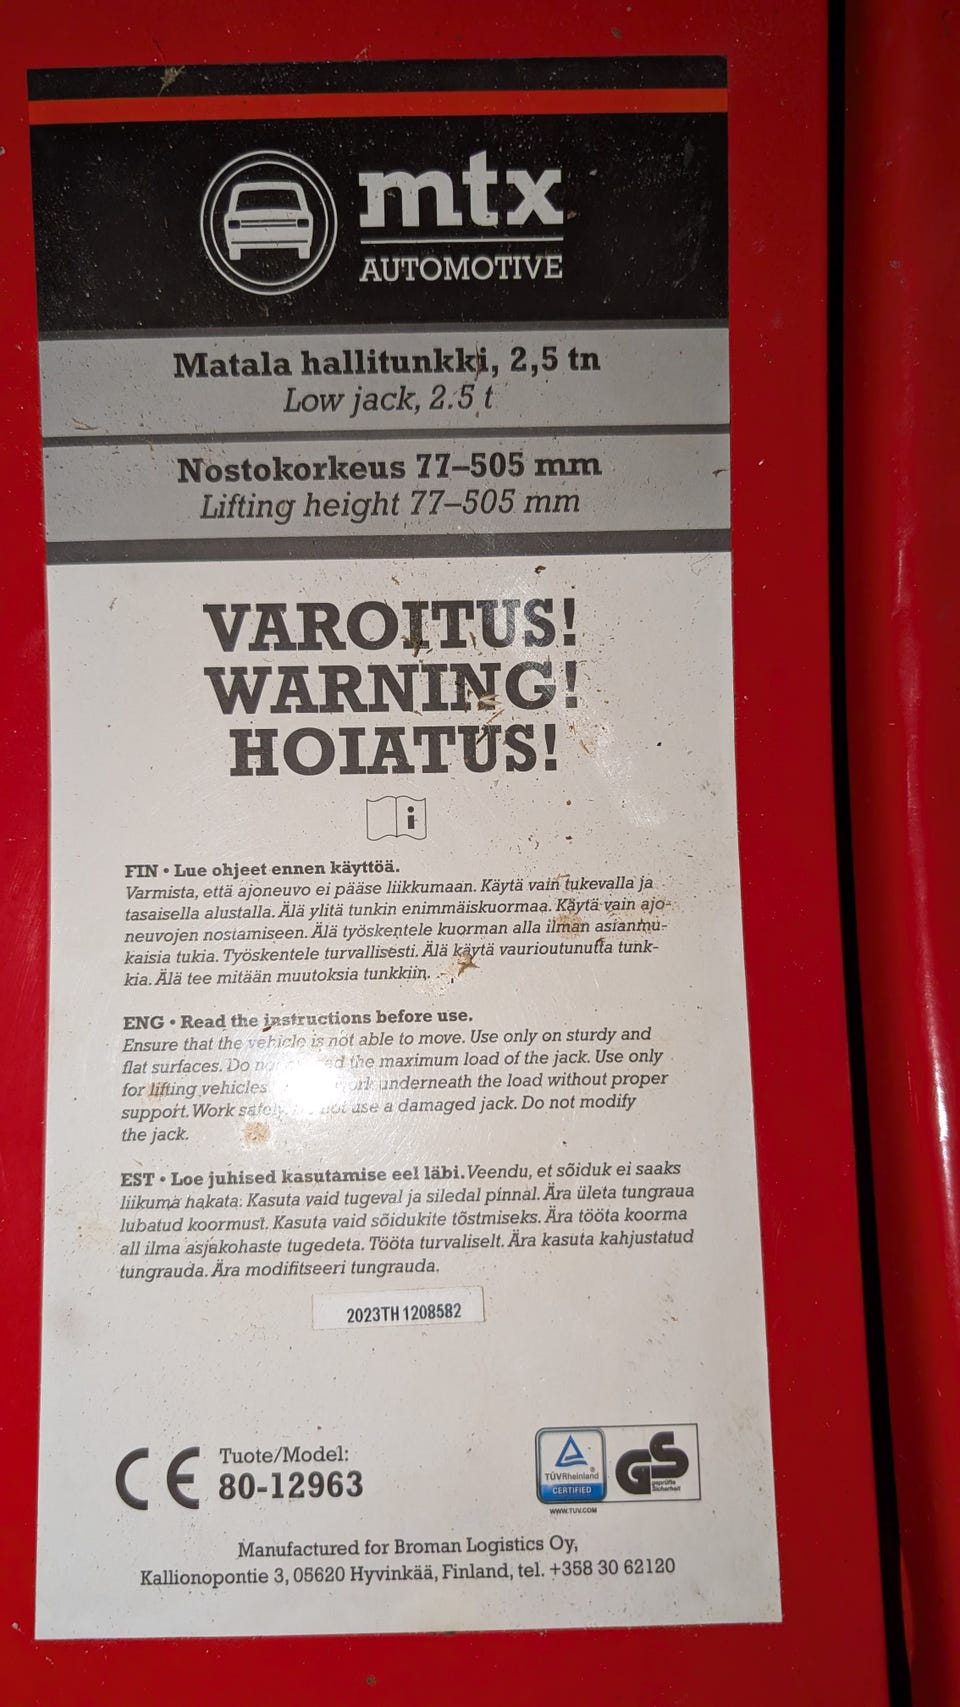 mtx
AUTOMOTIVE
Matala hallitunkki, 2,5 tn
Low jack, 2.5 t
Nostokorkeus 77–505 mm
Lifting height 77–505 mm
VAROITUS!
WARNING!
HOIATUS!
i
FIN • Lue ohjeet ennen käyttöä.
Varmista, että ajoneuvo ei pääse liikkumaan. Käytä vain tukevalla ja
tasaisella alustalla. Älä ylitä tunkin enimmäiskuormaa. Käytä vain ajo-
neuvojen nostamiseen. Älä työskentele kuorman alla ilman asianmu-
kaisia tukia. Työskentele turvallisesti. Älä käytä vaurioutunutta tunk-
kia. Älä tee mitään muutoksia tunkkiin.
ENG • Read the instructions before use.
Ensure that the vehicle is not able to move. Use only on sturdy and
flat surfaces. Do the maximum load of the jack. Use only
for lifting vehicles underneath the load without proper
support. Work safely. not use a damaged jack. Do not modify
the jack.
EST • Loe juhised kasutamise eel läbi. Veendu, et sõiduk ei saaks
liikuma hakata. Kasuta vaid tugeval ja siledal pinnal. Ära ületa tungraua
lubatud koormust. Kasuta vaid sõidukite tõstmiseks. Ära tööta koorma
all ilma asjakohaste tugedeta. Tööta turvaliselt. Ära kasuta kahjustatud
tungrauda. Ära modifitseeri tungrauda.
2023TH1208582
CE Tuote/Model:
80-12963
TÜVRheinland®
CERTIFIED
WWW.TUV.COM
GS
geprüfte
Sicherheit
Manufactured for Broman Logistics Oy,
Kallionopontie 3, 05620 Hyvinkää, Finland, tel. +358 30 62120